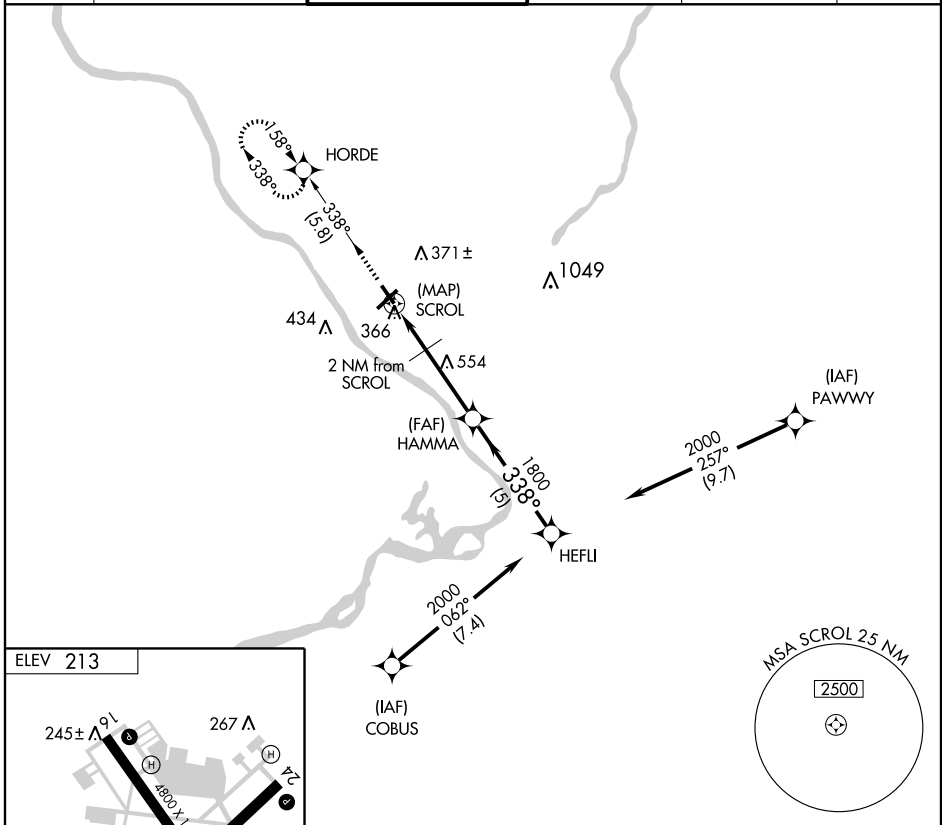 158°
338°
HORDE
338°
(5.8)
371 ±
1049
(MAP)
SCROL
434
366
2 NM from
SCROL
554
(FAF)
HAMMA
(IAF)
PAWWY
2000
257°
(9.7)
1800
338°
(5)
HEFLI
2000
062°
(7.4)
(IAF)
COBUS
MSA SCROL 25 NM
2500
ELEV 213
245 ±
16
P
H
267
H
24
P
4800 X 1